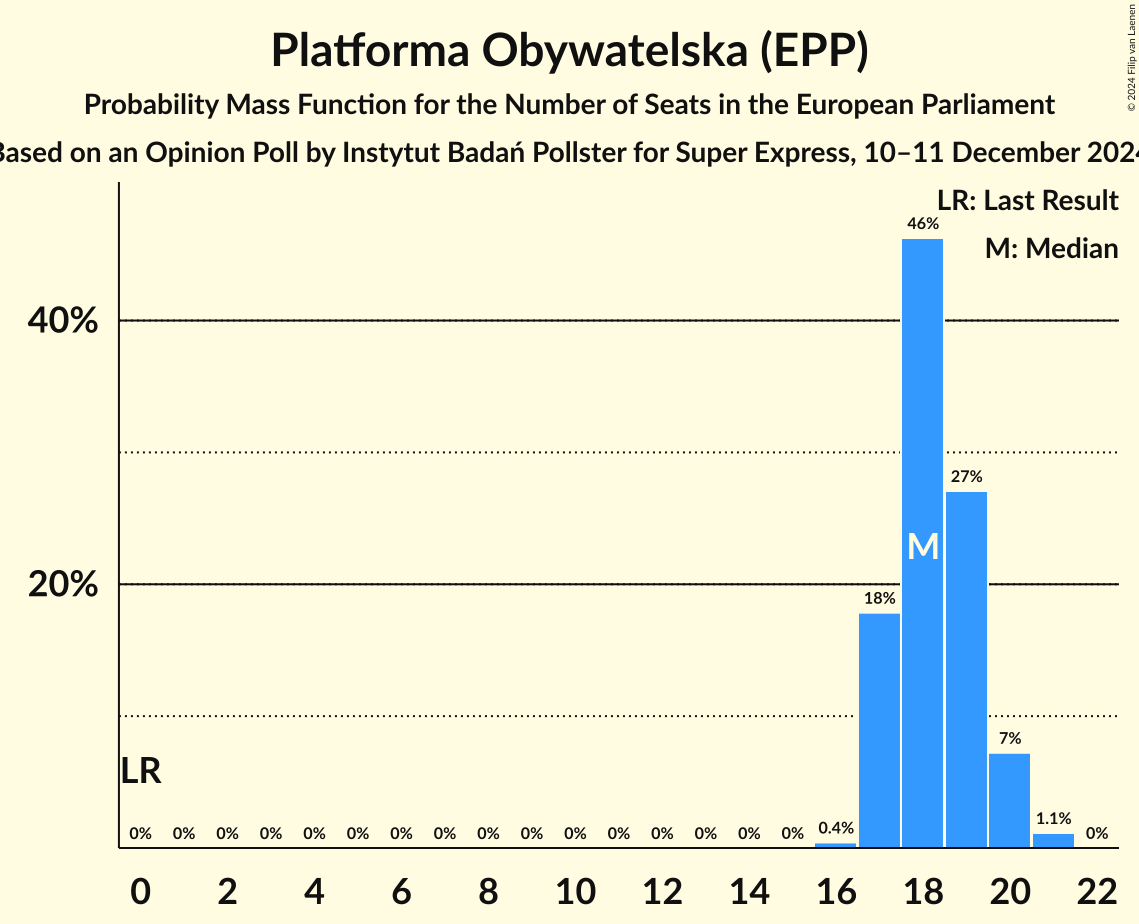 Platforma Obywatelska (EPP)
Probability Mass Function for the Number of Seats in the European Parliament
Based on an Opinion Poll by Instytut Badań Pollster for Super Express, 10–11 December 2024
© 2024 Filip van Laenen
LR: Last Result
M: Median
46%
40%
27%
M
20%
18%
7%
LR
0% 0% 0% 0% 0% 0% 0% 0% 0% 0% 0% 0% 0% 0% 0% 0% 0.4% 1.1% 0%
0 2 4 6 8 10 12 14 16 18 20 22